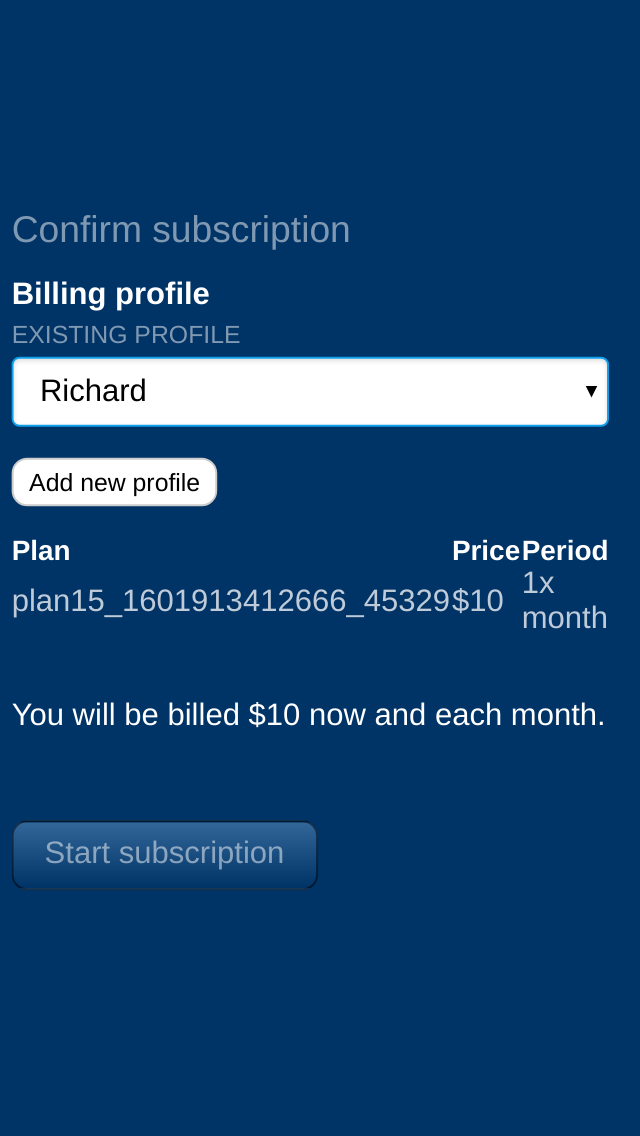 Confirm subscription
Billing profile
EXISTING PROFILE
Richard
Add new profile
Plan Price Period
plan15_1601913412666_45329 $10 1x month
You will be billed $10 now and each month.
Start subscription